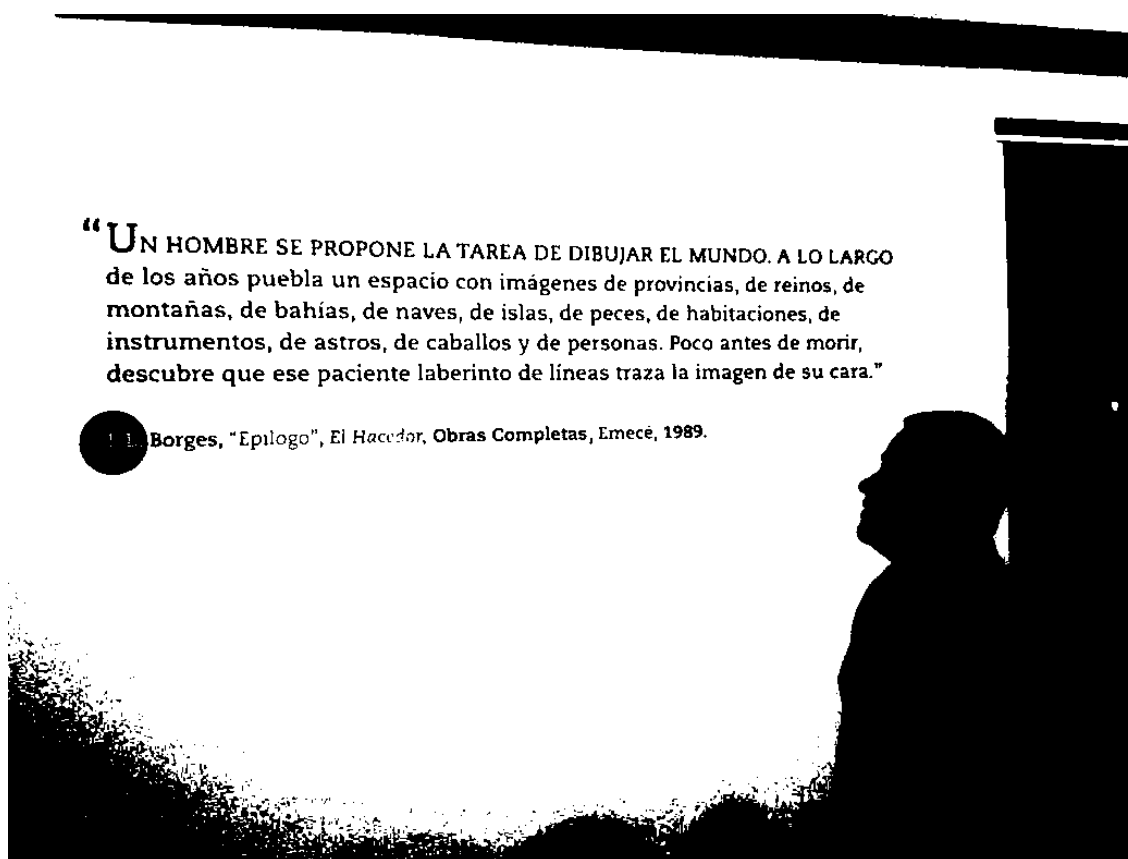 “UN HOMBRE SE PROPONE LA TAREA DE DIBUJAR EL MUNDO. A LO LARGO
de los años puebla un espacio con imágenes de provincias, de reinos, de
montañas, de bahías, de naves, de islas, de peces, de habitaciones, de
instrumentos, de astros, de caballos y de personas. Poco antes de morir,
descubre que ese paciente laberinto de líneas traza la imagen de su cara.”
Borges, "Epílogo", El Hacedor, Obras Completas, Emecé, 1989.